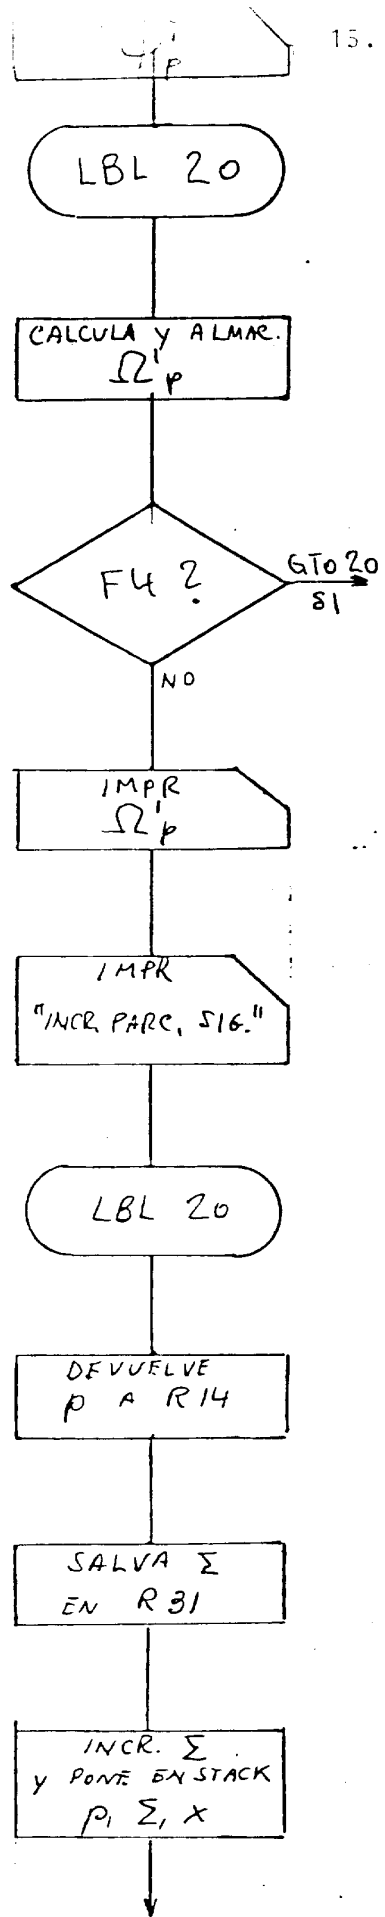 15.
LBL 20
CALCULA Y ALMAC.
Ω'p
F4?
GTO 20
SI
NO
IMPR
Ω'p
IMPR
"INCR. PARC. SIG."
LBL 20
DEVUELVE
p A R14
SALVA Σ
EN R31
INCR. Σ
Y PONE EN STACK
p, Σ, X